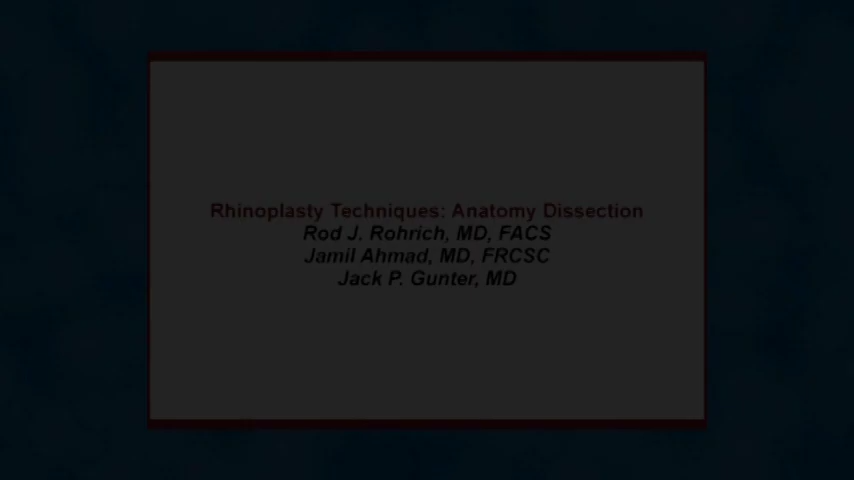 Rhinoplasty Techniques: Anatomy Dissection
Rod J. Rohrich, MD, FACS
Jamil Ahmad, MD, FRCSC
Jack P. Gunter, MD